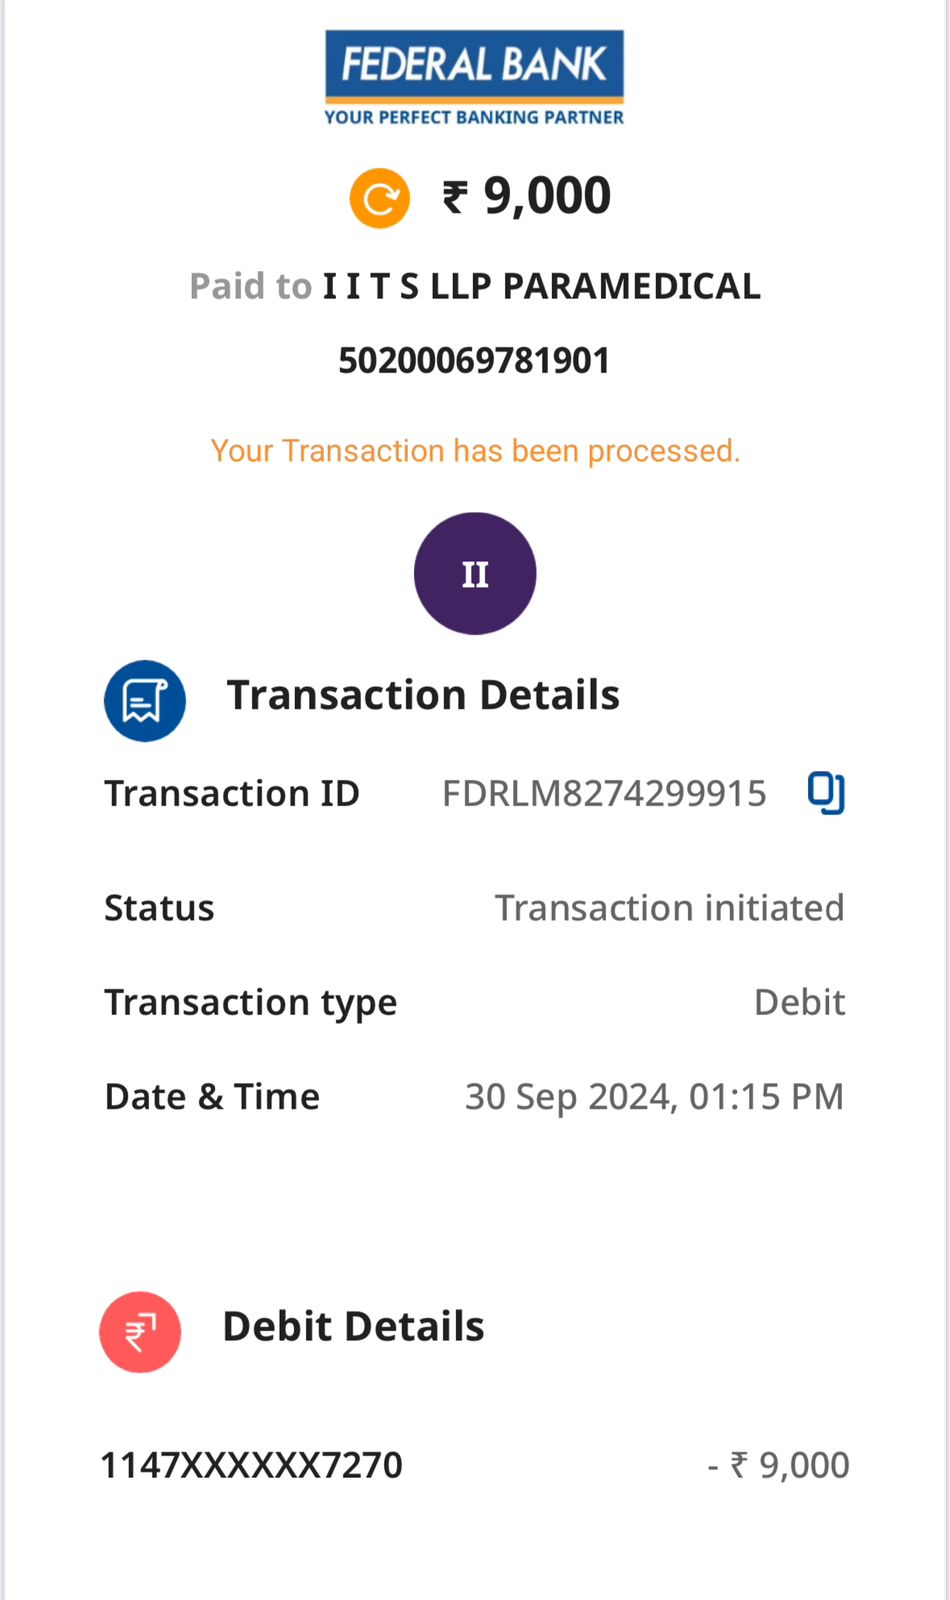 FEDERAL BANK
YOUR PERFECT BANKING PARTNER
₹ 9,000
Paid to I I T S LLP PARAMEDICAL
50200069781901
Your Transaction has been processed.
II
Transaction Details
Transaction ID FDRLM8274299915
Status Transaction initiated
Transaction type Debit
Date & Time 30 Sep 2024, 01:15 PM
₹
Debit Details
1147XXXXXX7270 - ₹ 9,000